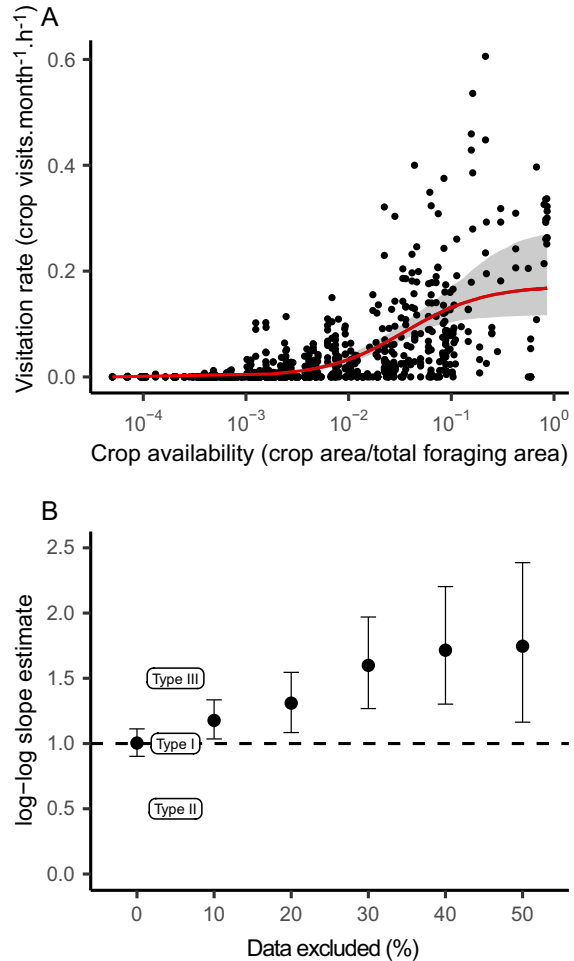 A
Visitation rate (crop visits.month⁻¹.h⁻¹)
0.6
0.4
0.2
0.0
10⁻⁴ 10⁻³ 10⁻² 10⁻¹ 10⁰
Crop availability (crop area/total foraging area)
B
log−log slope estimate
2.5
2.0
1.5
1.0
0.5
0.0
Type III
Type I
Type II
0 10 20 30 40 50
Data excluded (%)